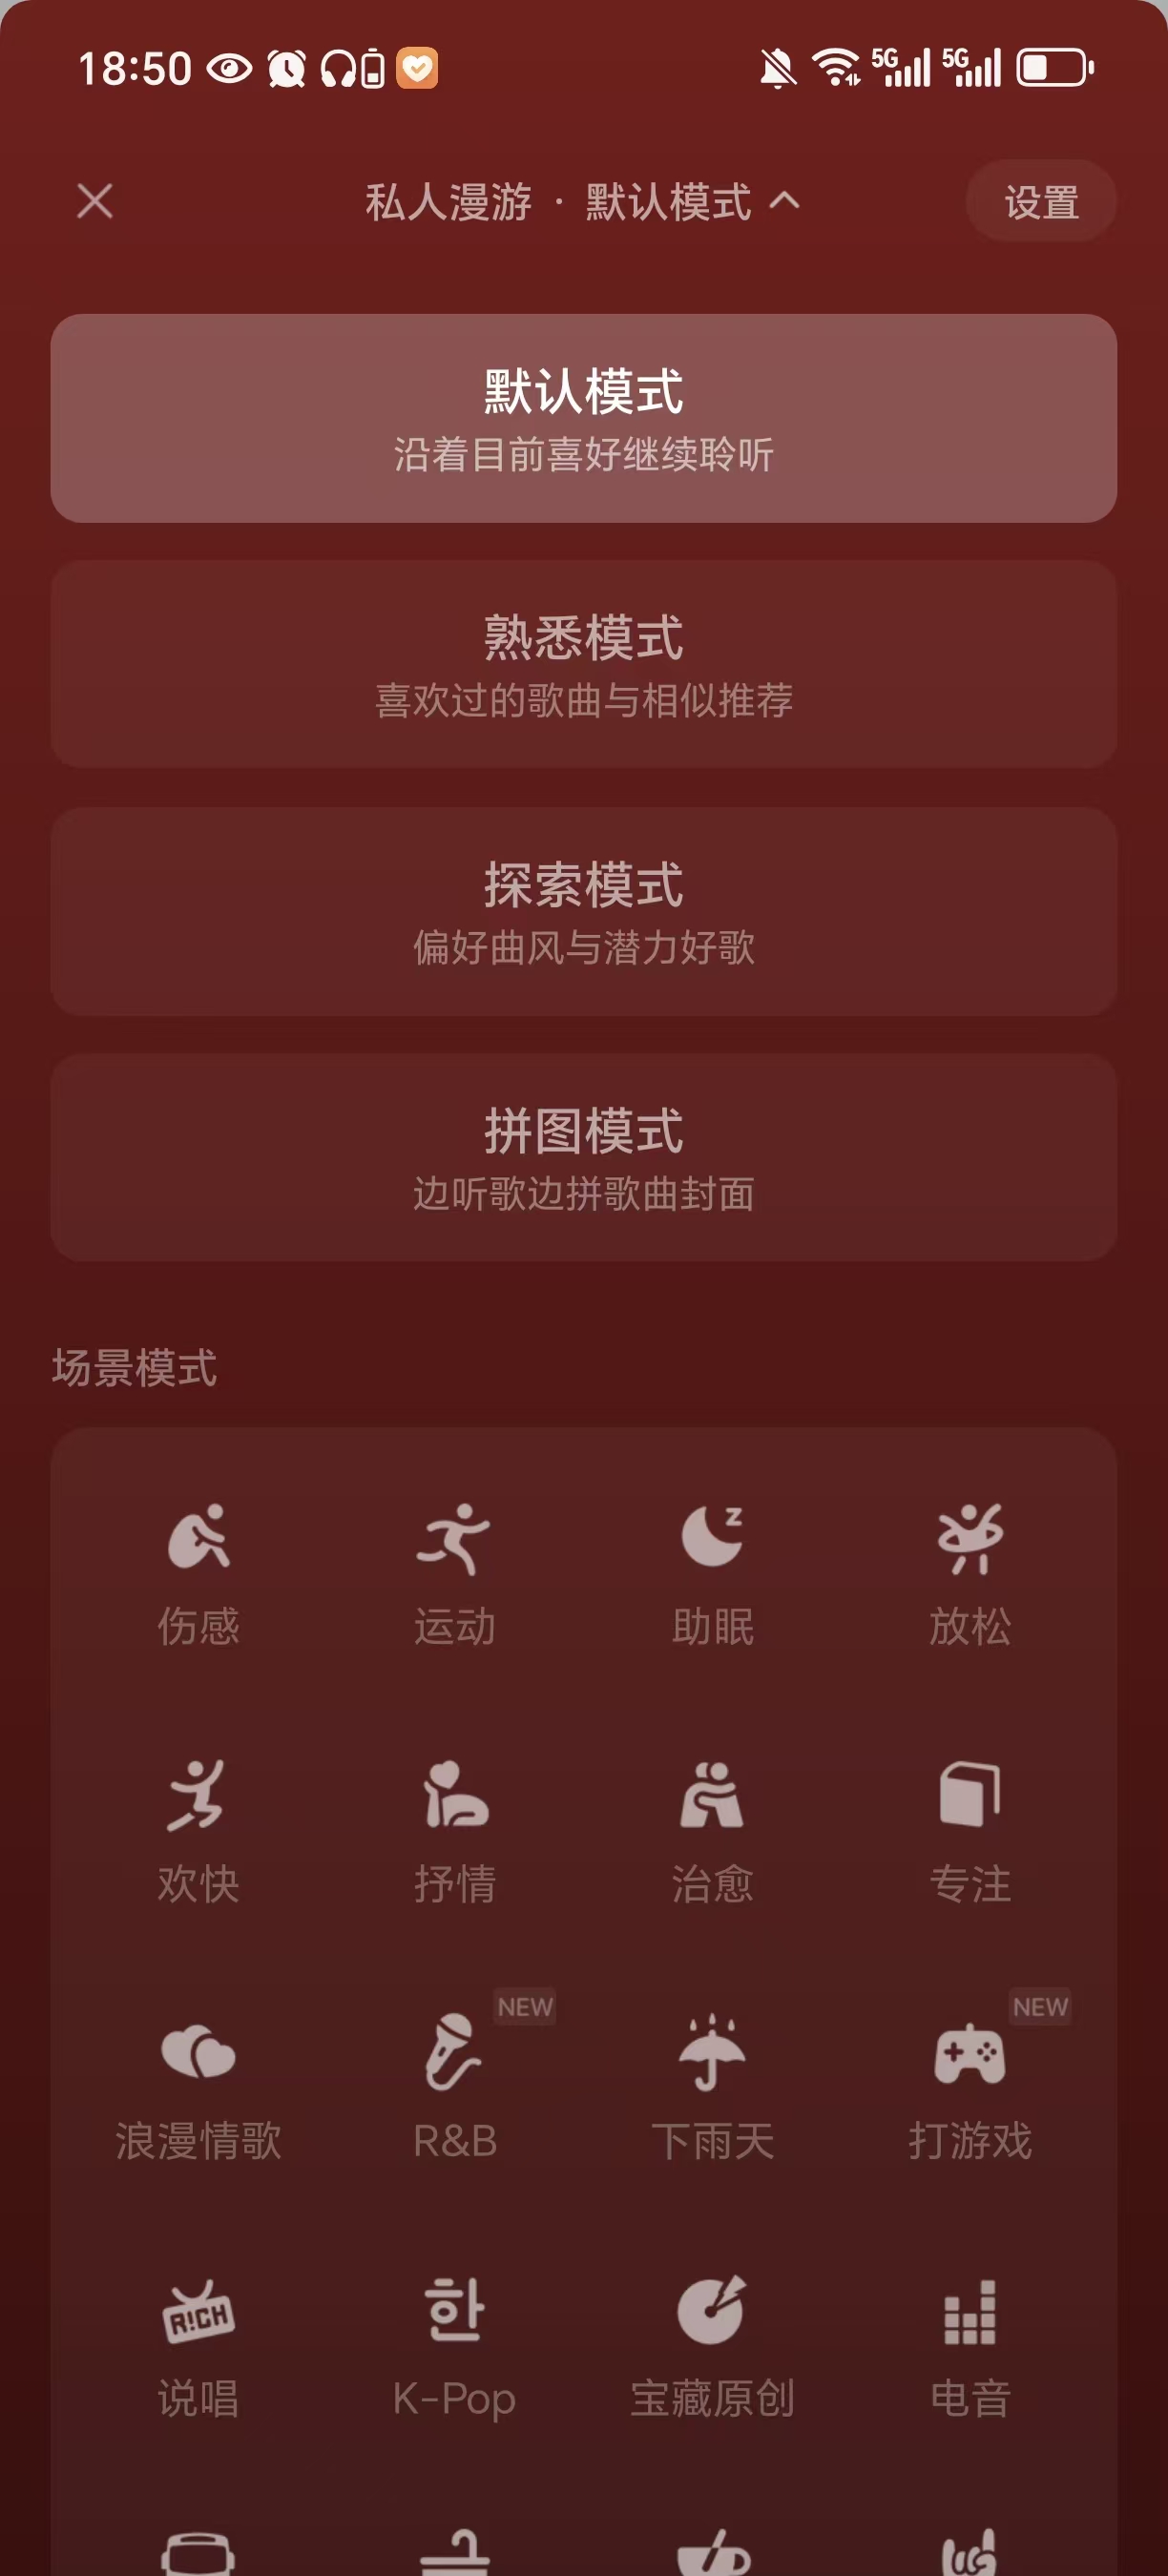 18:50
5G 5G
私人漫游 · 默认模式
设置
默认模式
沿着目前喜好继续聆听
熟悉模式
喜欢过的歌曲与相似推荐
探索模式
偏好曲风与潜力好歌
拼图模式
边听歌边拼歌曲封面
场景模式
z
伤感 运动 助眠 放松
欢快 抒情 治愈 专注
NEW NEW
浪漫情歌 R&B 下雨天 打游戏
R!CH 한
说唱 K-Pop 宝藏原创 电音